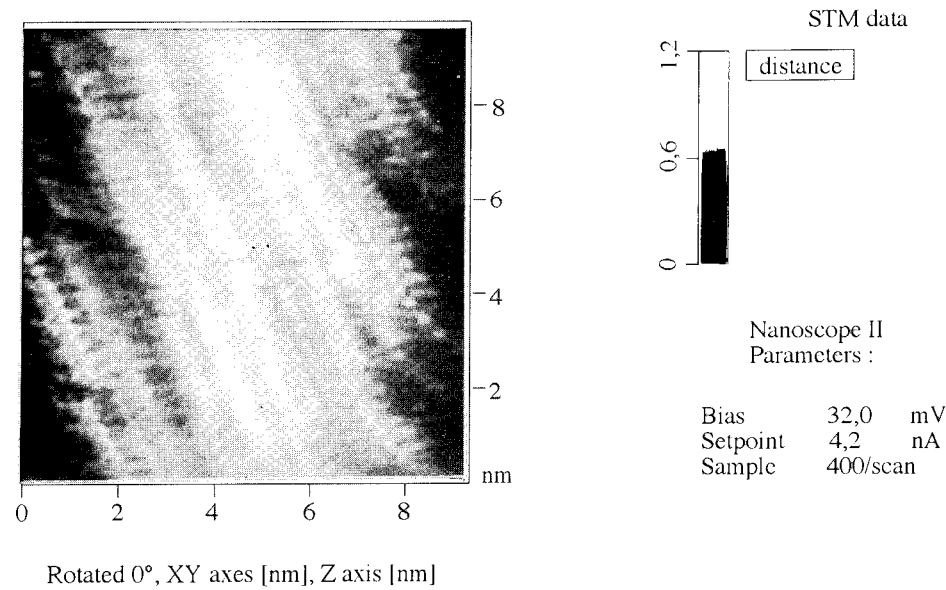 STM data
1,2
distance
0,6
0
8
6
4
2
nm
0 2 4 6 8
Nanoscope II
Parameters :
Bias 32,0 mV
Setpoint 4,2 nA
Sample 400/scan
Rotated 0°, XY axes [nm], Z axis [nm]